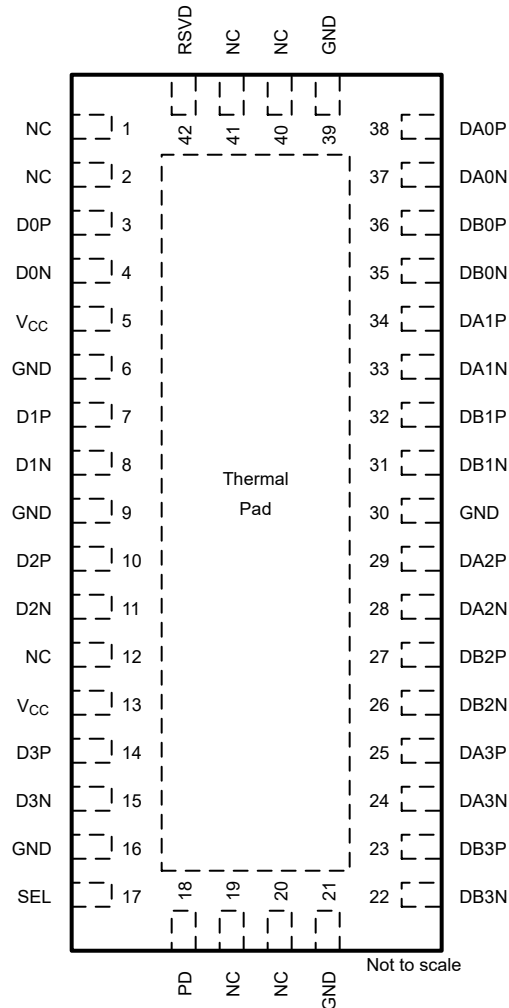 RSVD NC NC GND
42 41 40 39
NC 1 38 DA0P
NC 2 37 DA0N
D0P 3 36 DB0P
D0N 4 35 DB0N
VCC 5 34 DA1P
GND 6 33 DA1N
D1P 7 32 DB1P
D1N 8 31 DB1N
Thermal
Pad
GND 9 30 GND
D2P 10 29 DA2P
D2N 11 28 DA2N
NC 12 27 DB2P
VCC 13 26 DB2N
D3P 14 25 DA3P
D3N 15 24 DA3N
GND 16 23 DB3P
SEL 17 22 DB3N
18 19 20 21
PD NC NC GND
Not to scale